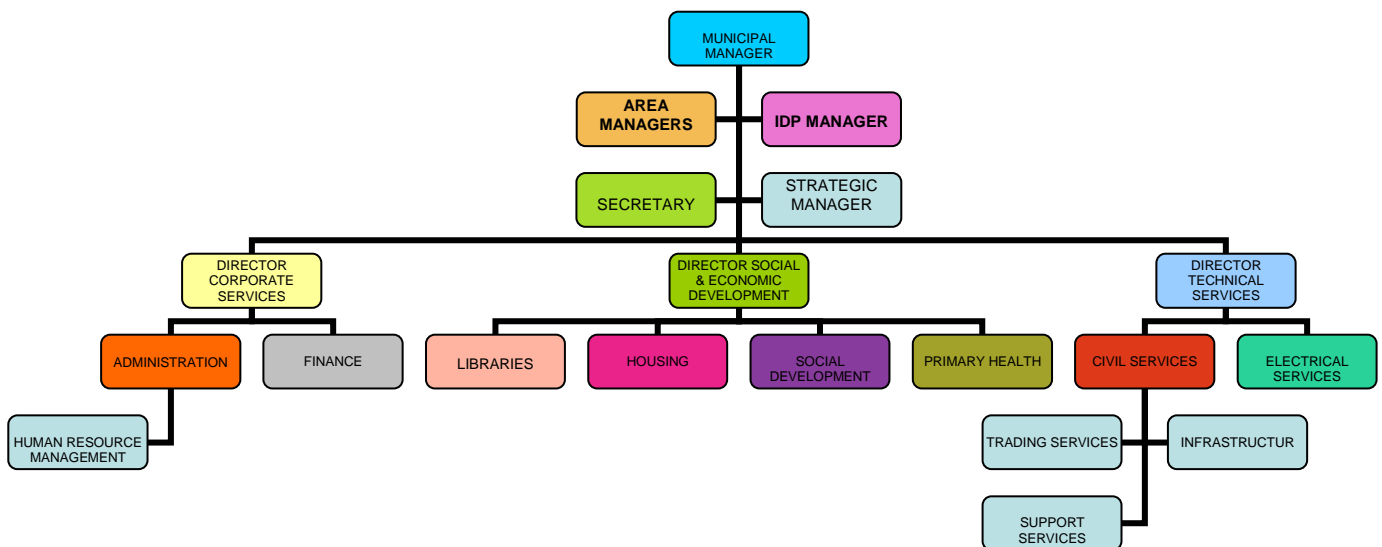 MUNICIPAL
MANAGER
AREA
MANAGERS
IDP MANAGER
SECRETARY
STRATEGIC
MANAGER
DIRECTOR
CORPORATE
SERVICES
DIRECTOR SOCIAL
& ECONOMIC
DEVELOPMENT
DIRECTOR
TECHNICAL
SERVICES
ADMINISTRATION
FINANCE
LIBRARIES
HOUSING
SOCIAL
DEVELOPMENT
PRIMARY HEALTH
CIVIL SERVICES
ELECTRICAL
SERVICES
HUMAN RESOURCE
MANAGEMENT
TRADING SERVICES
INFRASTRUCTUR
SUPPORT
SERVICES